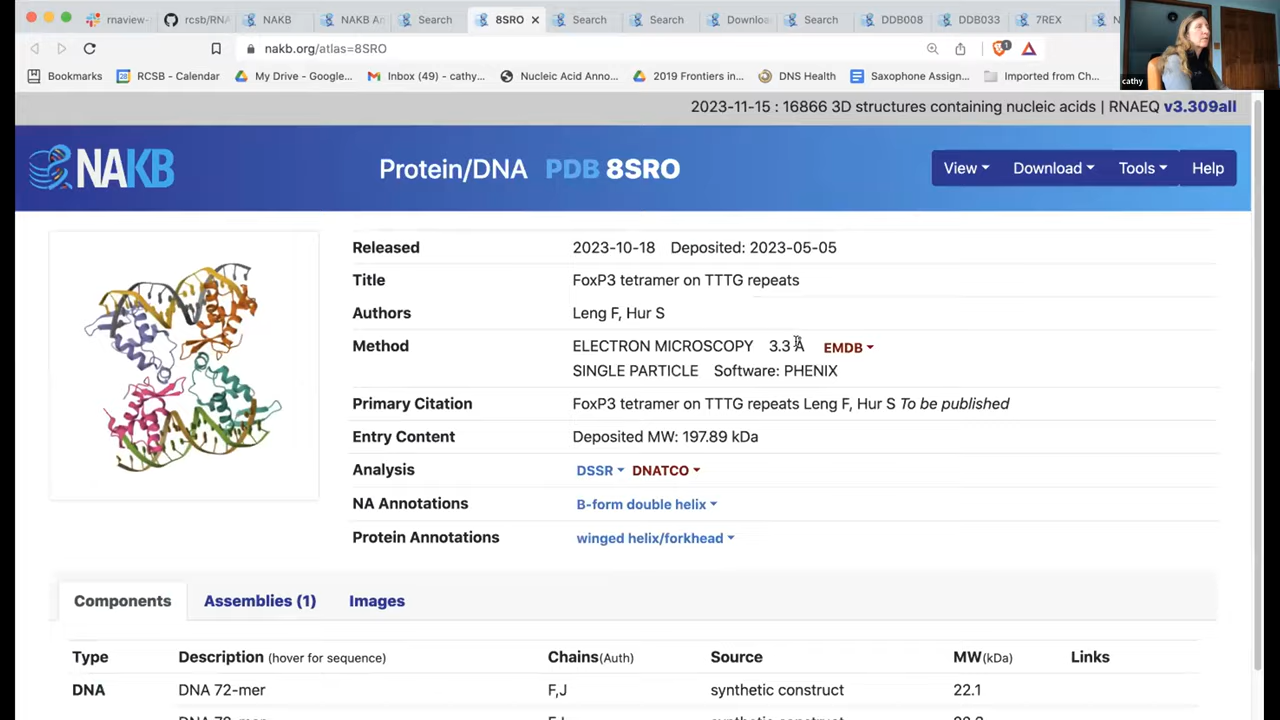 rnaview- rcsb/RNA NAKB NAKB An Search 8SRO Search Search Downloa Search DDB008 DDB033 7REX
nakb.org/atlas=8SRO
Bookmarks RCSB - Calendar My Drive - Google... Inbox (49) - cathy... Nucleic Acid Anno... 2019 Frontiers in... DNS Health Saxophone Assign... Imported from Ch...
cathy
2023-11-15 : 16866 3D structures containing nucleic acids | RNAEQ v3.309all
NAKB Protein/DNA PDB 8SRO View Download Tools Help
Released 2023-10-18 Deposited: 2023-05-05
Title FoxP3 tetramer on TTTG repeats
Authors Leng F, Hur S
Method ELECTRON MICROSCOPY 3.3 Å EMDB
SINGLE PARTICLE Software: PHENIX
Primary Citation FoxP3 tetramer on TTTG repeats Leng F, Hur S To be published
Entry Content Deposited MW: 197.89 kDa
Analysis DSSR DNATCO
NA Annotations B-form double helix
Protein Annotations winged helix/forkhead
Components Assemblies (1) Images
Type Description (hover for sequence) Chains(Auth) Source MW(kDa) Links
DNA DNA 72-mer F,J synthetic construct 22.1